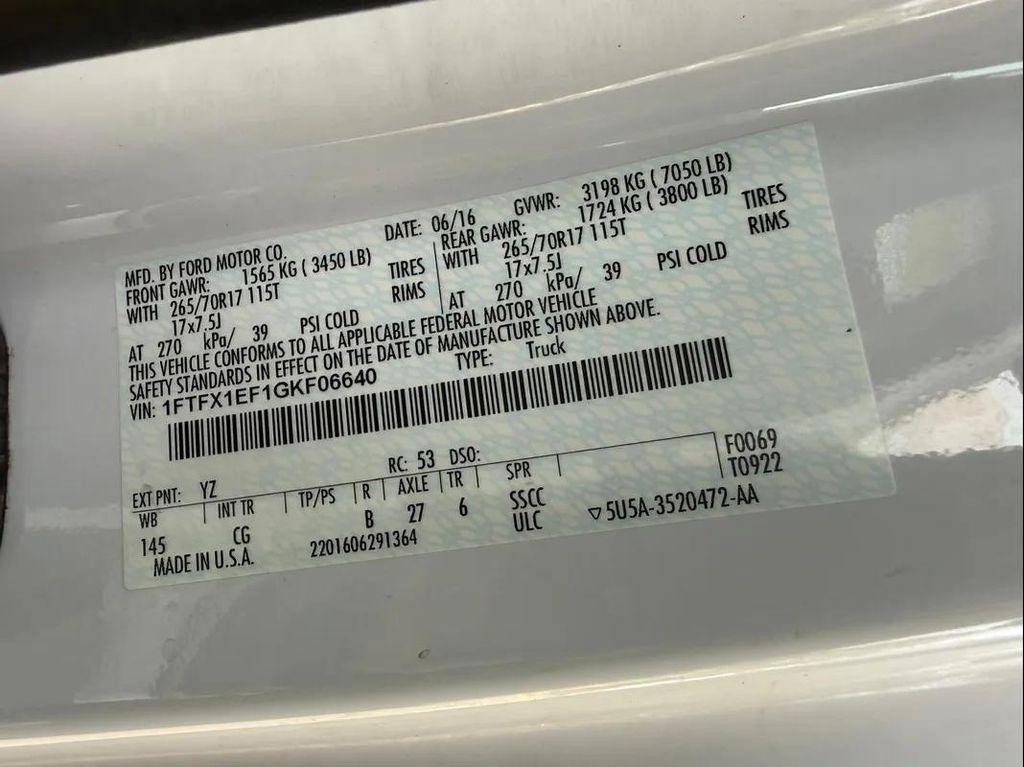 MFD. BY FORD MOTOR CO.
DATE: 06/16
GVWR: 3198 KG ( 7050 LB)
FRONT GAWR: 1565 KG ( 3450 LB)
WITH 265/70R17 115T TIRES
17x7.5J RIMS
AT 270 kPa/ 39 PSI COLD
REAR GAWR: 1724 KG ( 3800 LB)
WITH 265/70R17 115T TIRES
17x7.5J RIMS
AT 270 kPa/ 39 PSI COLD
THIS VEHICLE CONFORMS TO ALL APPLICABLE FEDERAL MOTOR VEHICLE
SAFETY STANDARDS IN EFFECT ON THE DATE OF MANUFACTURE SHOWN ABOVE.
VIN: 1FTFX1EF1GKF06640 TYPE: Truck
EXT PNT: YZ RC: 53 DSO: F0069
WB INT TR TP/PS R AXLE TR SPR T0922
145 CG B 27 6 SSCC
ULC ▽5U5A-3520472-AA
MADE IN U.S.A. 2201606291364